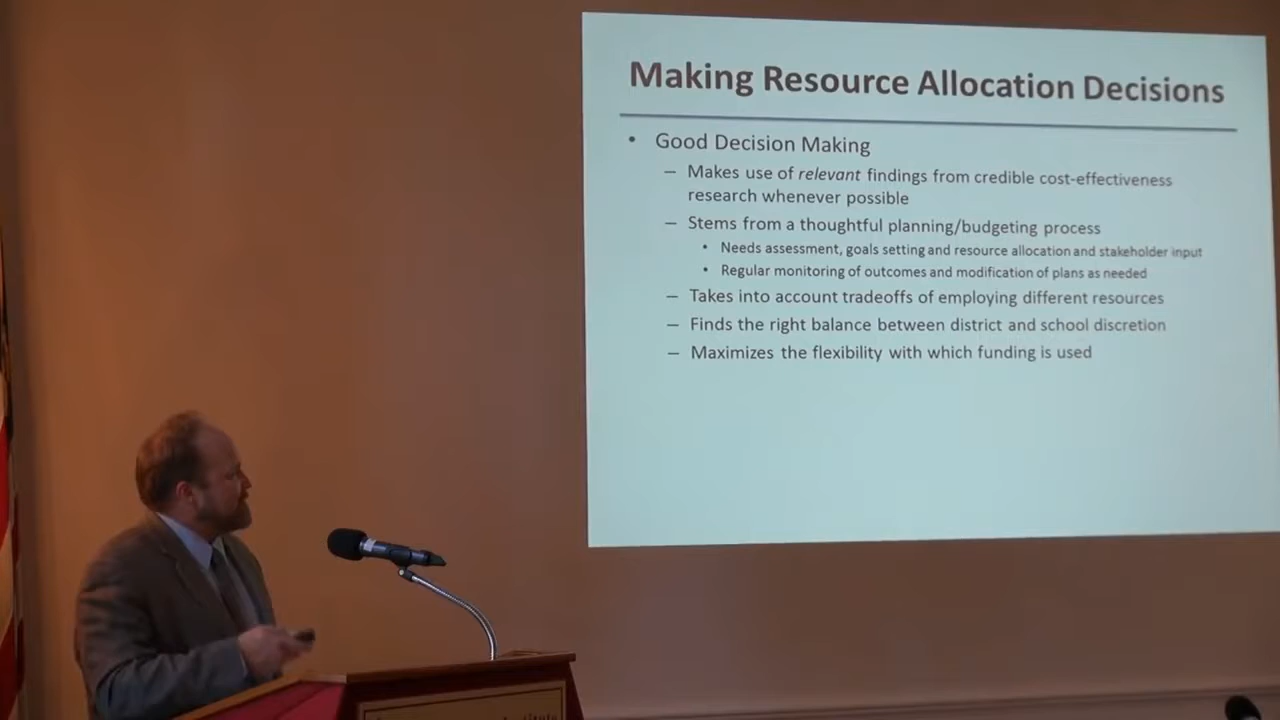 Making Resource Allocation Decisions
• Good Decision Making
– Makes use of relevant findings from credible cost-effectiveness
research whenever possible
– Stems from a thoughtful planning/budgeting process
• Needs assessment, goals setting and resource allocation and stakeholder input
• Regular monitoring of outcomes and modification of plans as needed
– Takes into account tradeoffs of employing different resources
– Finds the right balance between district and school discretion
– Maximizes the flexibility with which funding is used